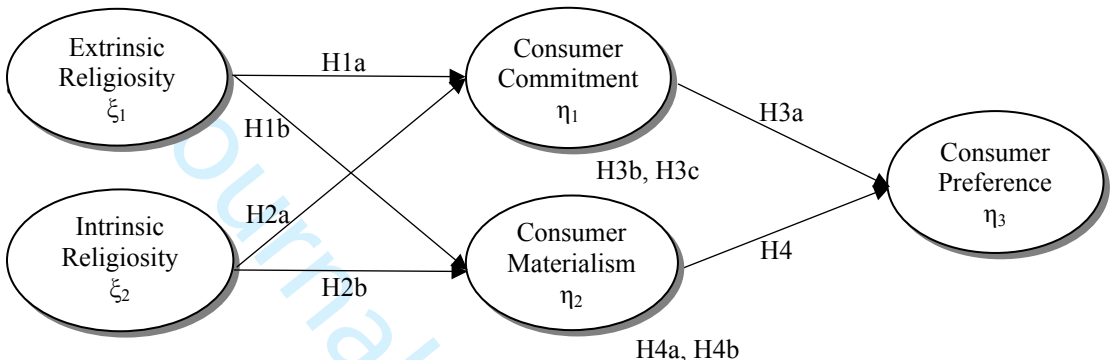 Extrinsic
Religiosity
ξ1
Intrinsic
Religiosity
ξ2
H1a
H1b
H2a
H2b
Consumer
Commitment
η1
H3b, H3c
Consumer
Materialism
η2
H4a, H4b
H3a
H4
Consumer
Preference
η3
ournal